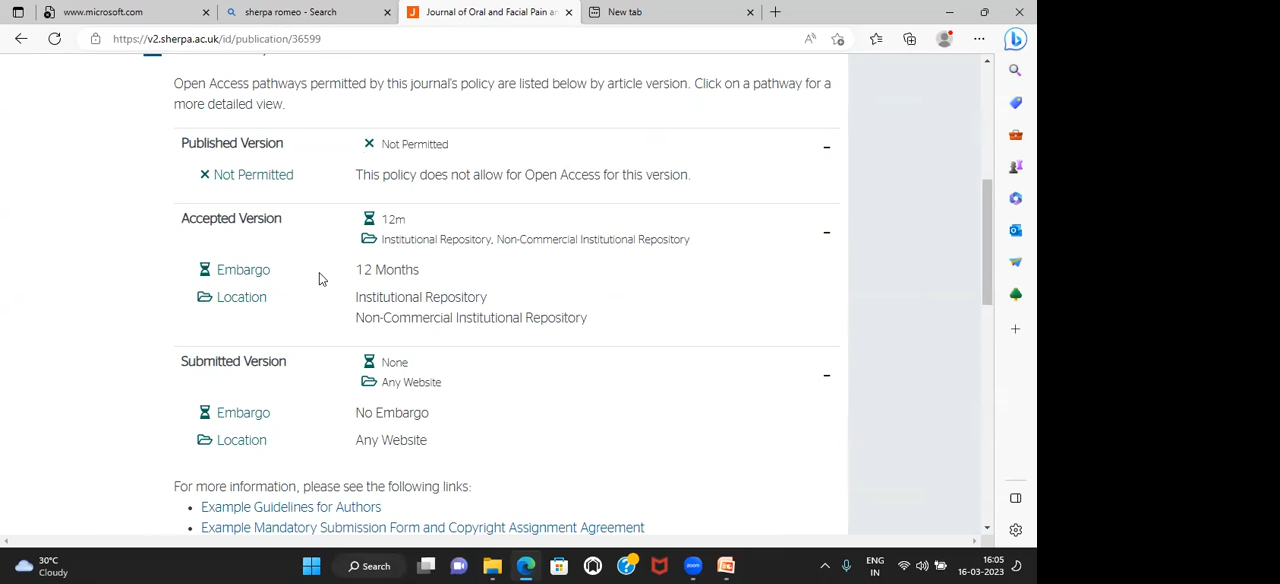 www.microsoft.com
sherpa romeo - Search
Journal of Oral and Facial Pain an
New tab
https://v2.sherpa.ac.uk/id/publication/36599
Open Access pathways permitted by this journal's policy are listed below by article version. Click on a pathway for a
more detailed view.
Published Version
Not Permitted
Not Permitted
This policy does not allow for Open Access for this version.
Accepted Version
12m
Institutional Repository, Non-Commercial Institutional Repository
Embargo
12 Months
Location
Institutional Repository
Non-Commercial Institutional Repository
Submitted Version
None
Any Website
Embargo
No Embargo
Location
Any Website
For more information, please see the following links:
Example Guidelines for Authors
Example Mandatory Submission Form and Copyright Assignment Agreement
30°C
Cloudy
Search
zoom
ENG
IN
16:05
16-03-2023